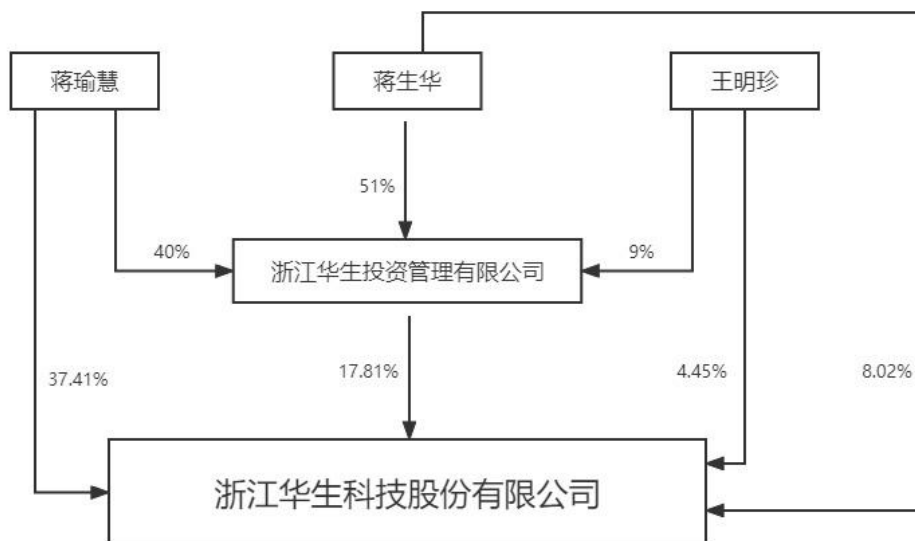 蒋瑜慧
蒋生华
王明珍
51%
40%
9%
浙江华生投资管理有限公司
37.41%
17.81%
4.45%
8.02%
浙江华生科技股份有限公司